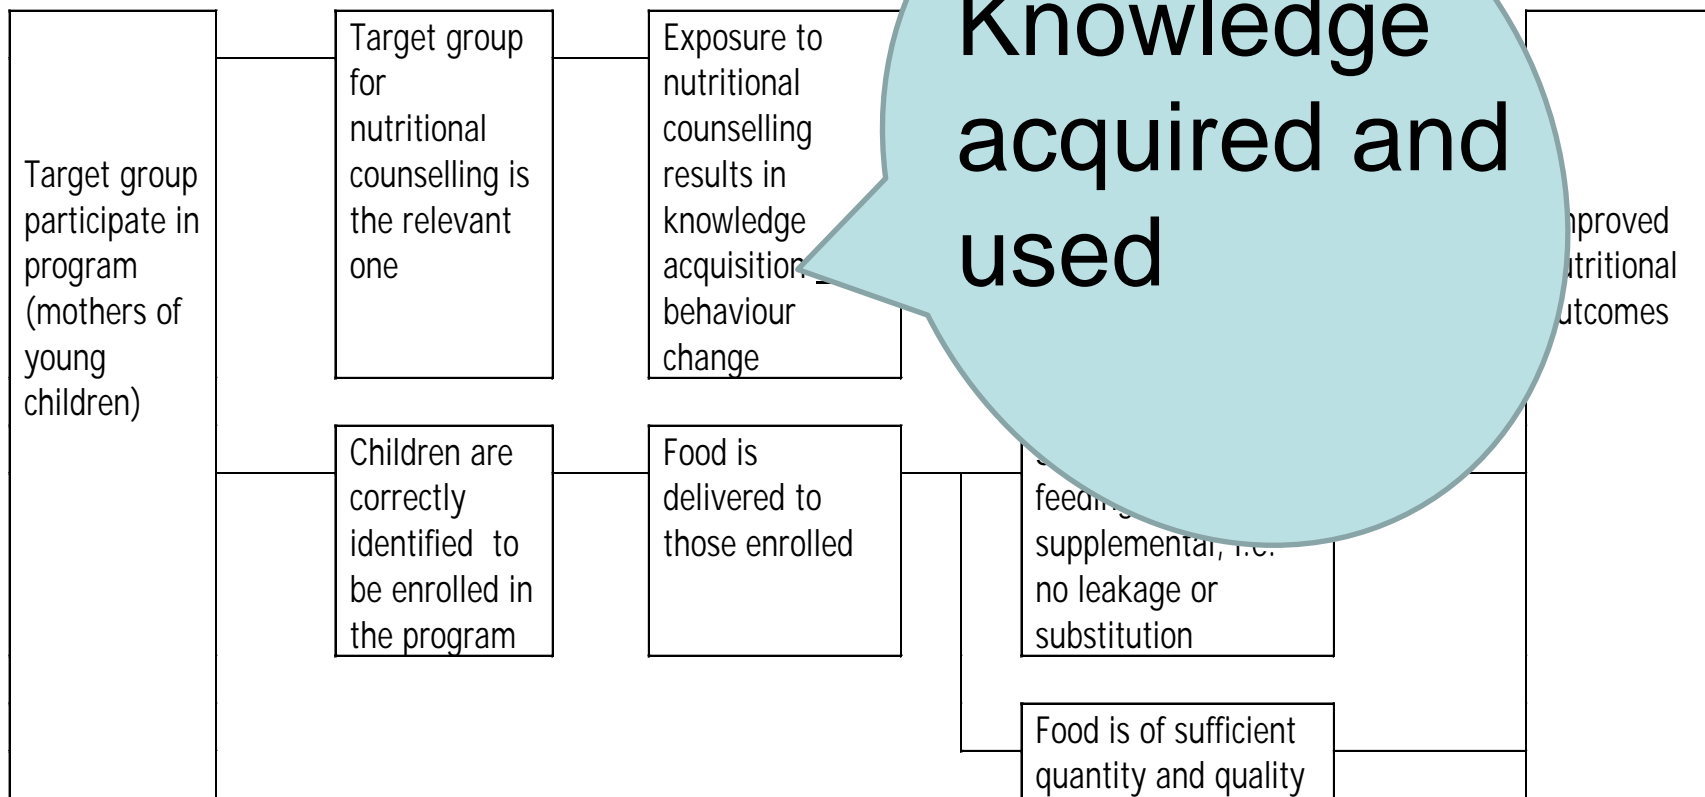 Target group
participate in
program
(mothers of
young
children)
Target group
for
nutritional
counselling is
the relevant
one
Exposure to
nutritional
counselling
results in
knowledge
acquisition
behaviour
change
Knowledge
acquired and
used
Children are
correctly
identified to
be enrolled in
the program
Food is
delivered to
those enrolled
supplemental, i.e.
no leakage or
substitution
Food is of sufficient
quantity and quality